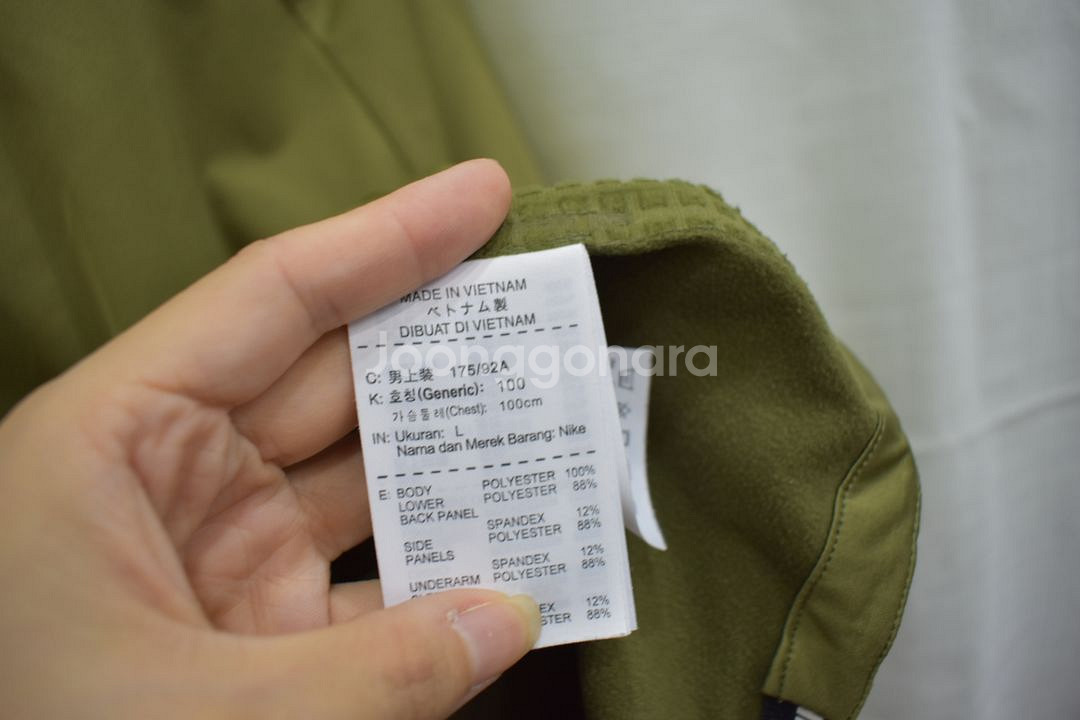 MADE IN VIETNAM
ベトナム製
DIBUAT DI VIETNAM
Joonggonara
C: 男上装 175/92A
K: 호칭(Generic): 100
가슴둘레(Chest): 100cm
IN: Ukuran: L
Nama dan Merek Barang: Nike
E: BODY POLYESTER 100%
LOWER POLYESTER 88%
BACK PANEL
SPANDEX 12%
SIDE POLYESTER 88%
PANELS
SPANDEX 12%
UNDERARM POLYESTER 88%
EX 12%
STER 88%